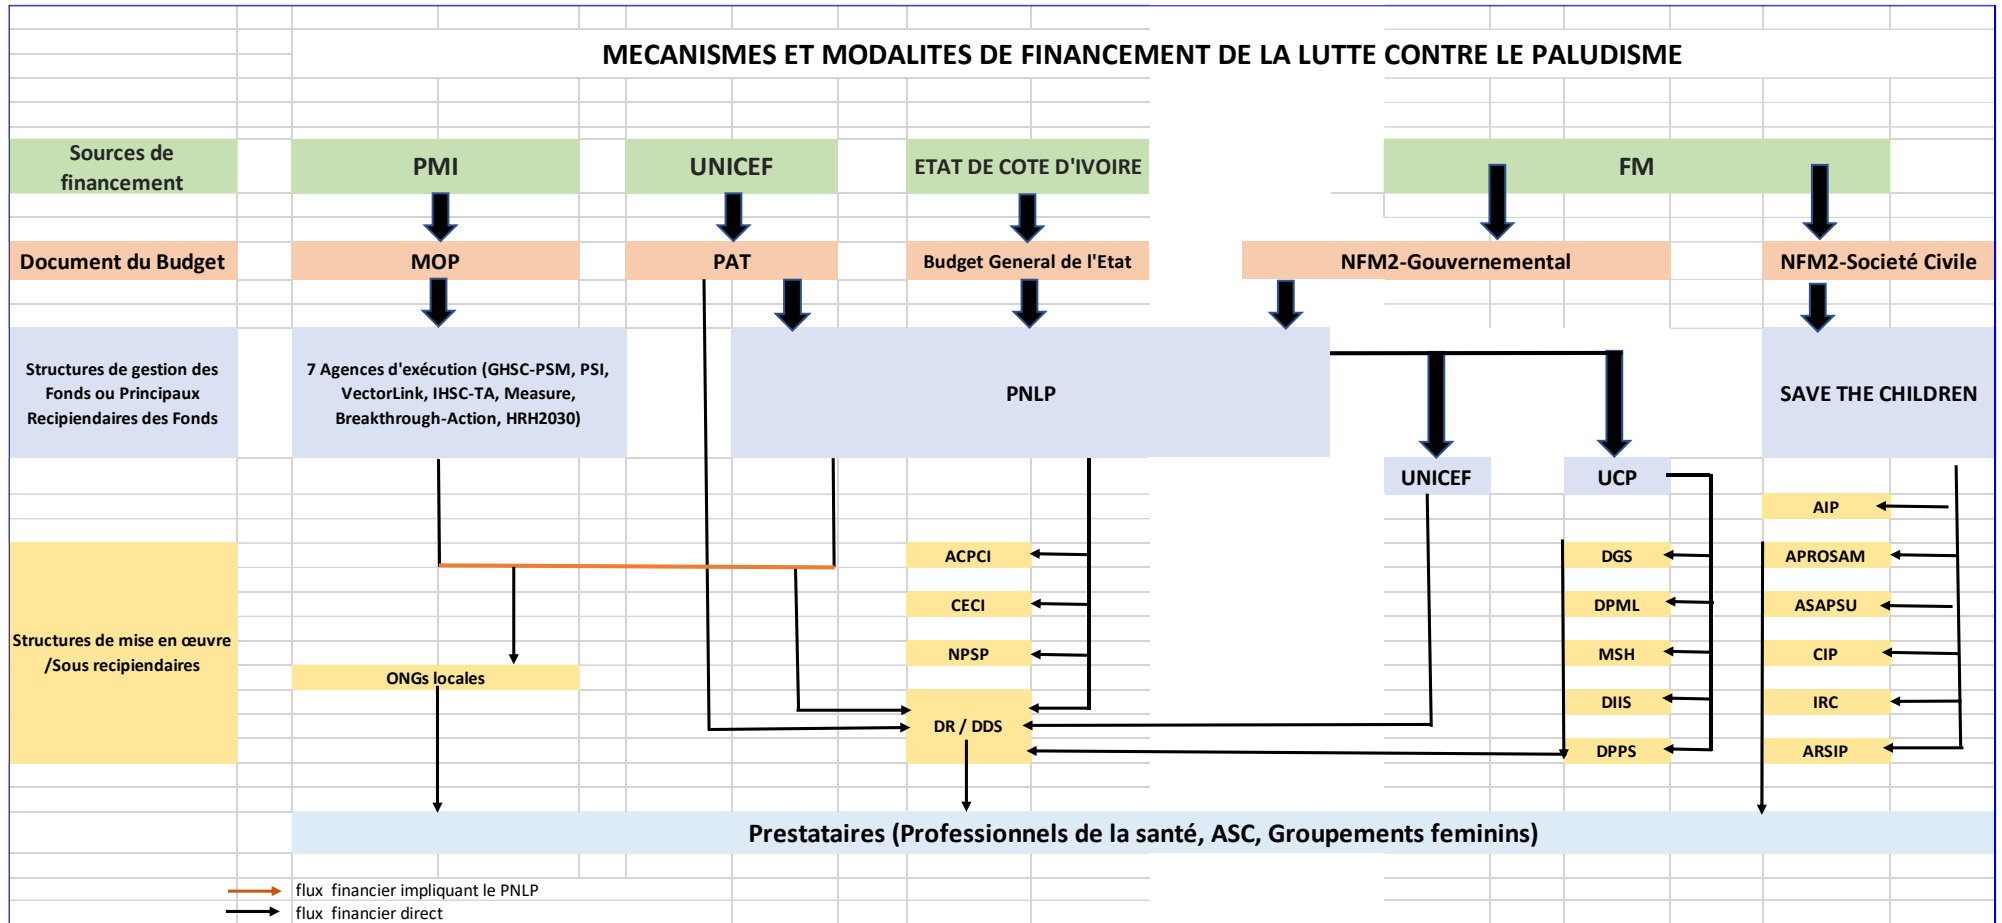 MECANISMES ET MODALITES DE FINANCEMENT DE LA LUTTE CONTRE LE PALUDISME
Sources de
financement
PMI
UNICEF
ETAT DE COTE D'IVOIRE
FM
Document du Budget
MOP
PAT
Budget General de l'Etat
NFM2-Gouvernemental
NFM2-Societé Civile
Structures de gestion des
Fonds ou Principaux
Recipiendaires des Fonds
7 Agences d'exécution (GHSC-PSM, PSI,
VectorLink, IHSC-TA, Measure,
Breakthrough-Action, HRH2030)
PNLP
SAVE THE CHILDREN
UNICEF
UCP
AIP
ACPCI
DGS
APROSAM
CECI
DPML
ASAPSU
Structures de mise en œuvre
/Sous recipiendaires
NPSP
MSH
CIP
ONGs locales
DIIS
IRC
DR / DDS
DPPS
ARSIP
Prestataires (Professionnels de la santé, ASC, Groupements feminins)
flux financier impliquant le PNLP
flux financier direct